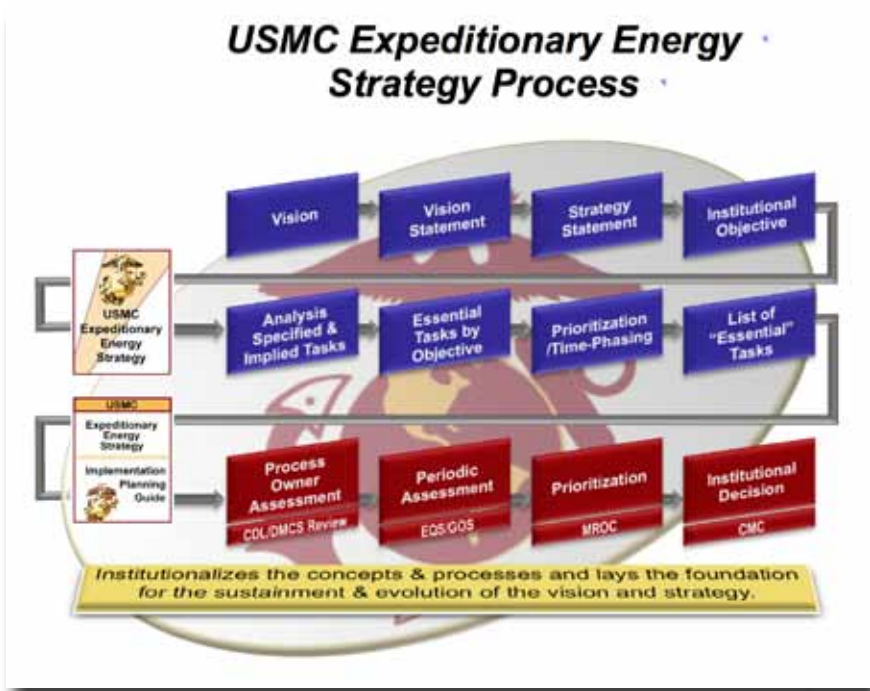 USMC Expeditionary Energy
Strategy Process
Vision
Vision
Statement
Strategy
Statement
Institutional
Objective
USMC
Expeditionary
Energy
Strategy
Analysis
Specified &
Implied Tasks
Essential
Tasks by
Objective
Prioritization
/Time-Phasing
List of
"Essential"
Tasks
USMC
Expeditionary
Energy
Strategy
Implementation
Planning
Guide
Process
Owner
Assessment
CDL/DMCS Review
Periodic
Assessment
EQS/GOS
Prioritization
MROC
Institutional
Decision
CMC
Institutionalizes the concepts & processes and lays the foundation
for the sustainment & evolution of the vision and strategy.